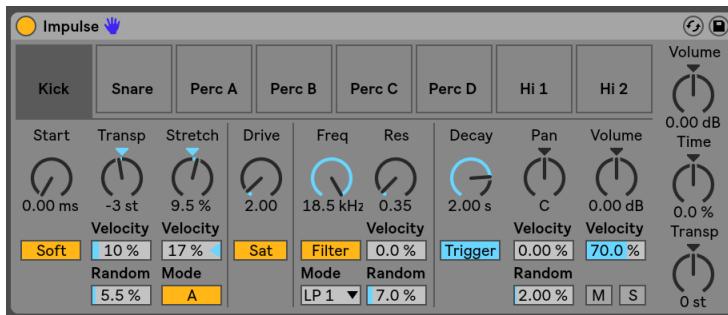 Impulse
Kick Snare Perc A Perc B Perc C Perc D Hi 1 Hi 2
Volume
0.00 dB
Start Transp Stretch Drive Freq Res Decay Pan Volume Time
0.00 ms -3 st 9.5 % 2.00 18.5 kHz 0.35 2.00 s C 0.00 dB 0.0 %
Velocity Velocity Velocity Velocity Velocity Transp
Soft 10 % 17 % Sat Filter 0.0 % Trigger 0.00 % 70.0 %
Random Mode Mode Random Random
5.5 % A LP 1 7.0 % 2.00 % M S 0 st